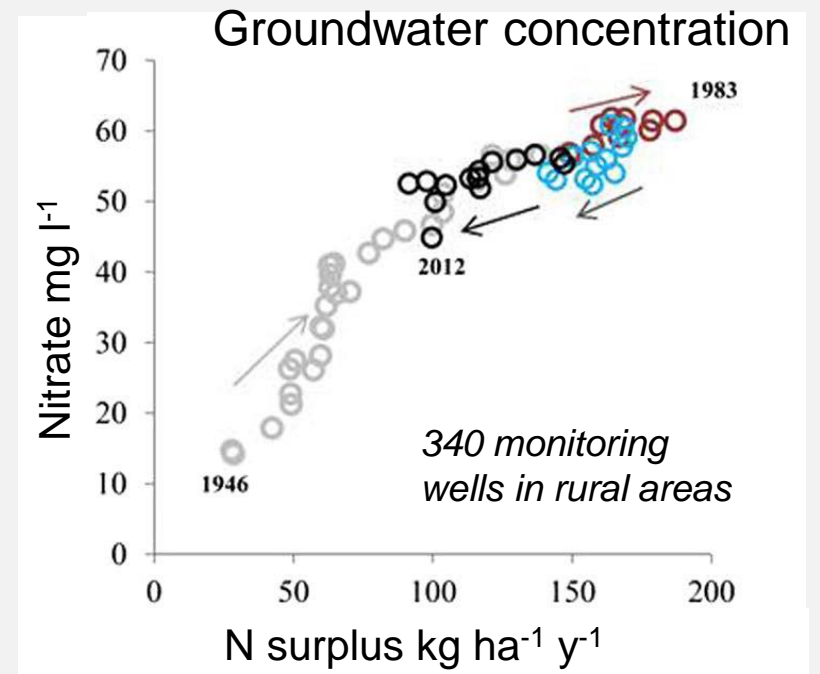 Groundwater concentration
70
1983
60
50
2012
40
30
20
340 monitoring
wells in rural areas
10
1946
0
0 50 100 150 200
Nitrate mg l-1
N surplus kg ha-1 y-1